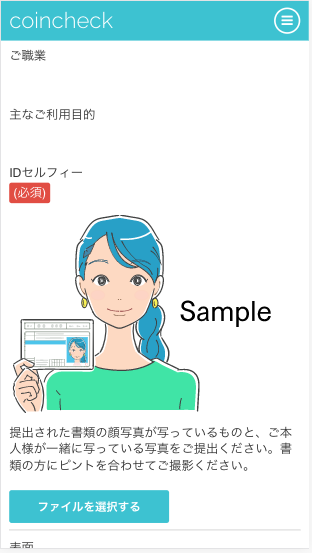 coincheck
ご職業
主なご利用目的
IDセルフィー
(必須)
Sample
提出された書類の顔写真が写っているものと、ご本
人様が一緒に写っている写真をご提出ください。書
類の方にピントを合わせてご撮影ください。
ファイルを選択する
表面